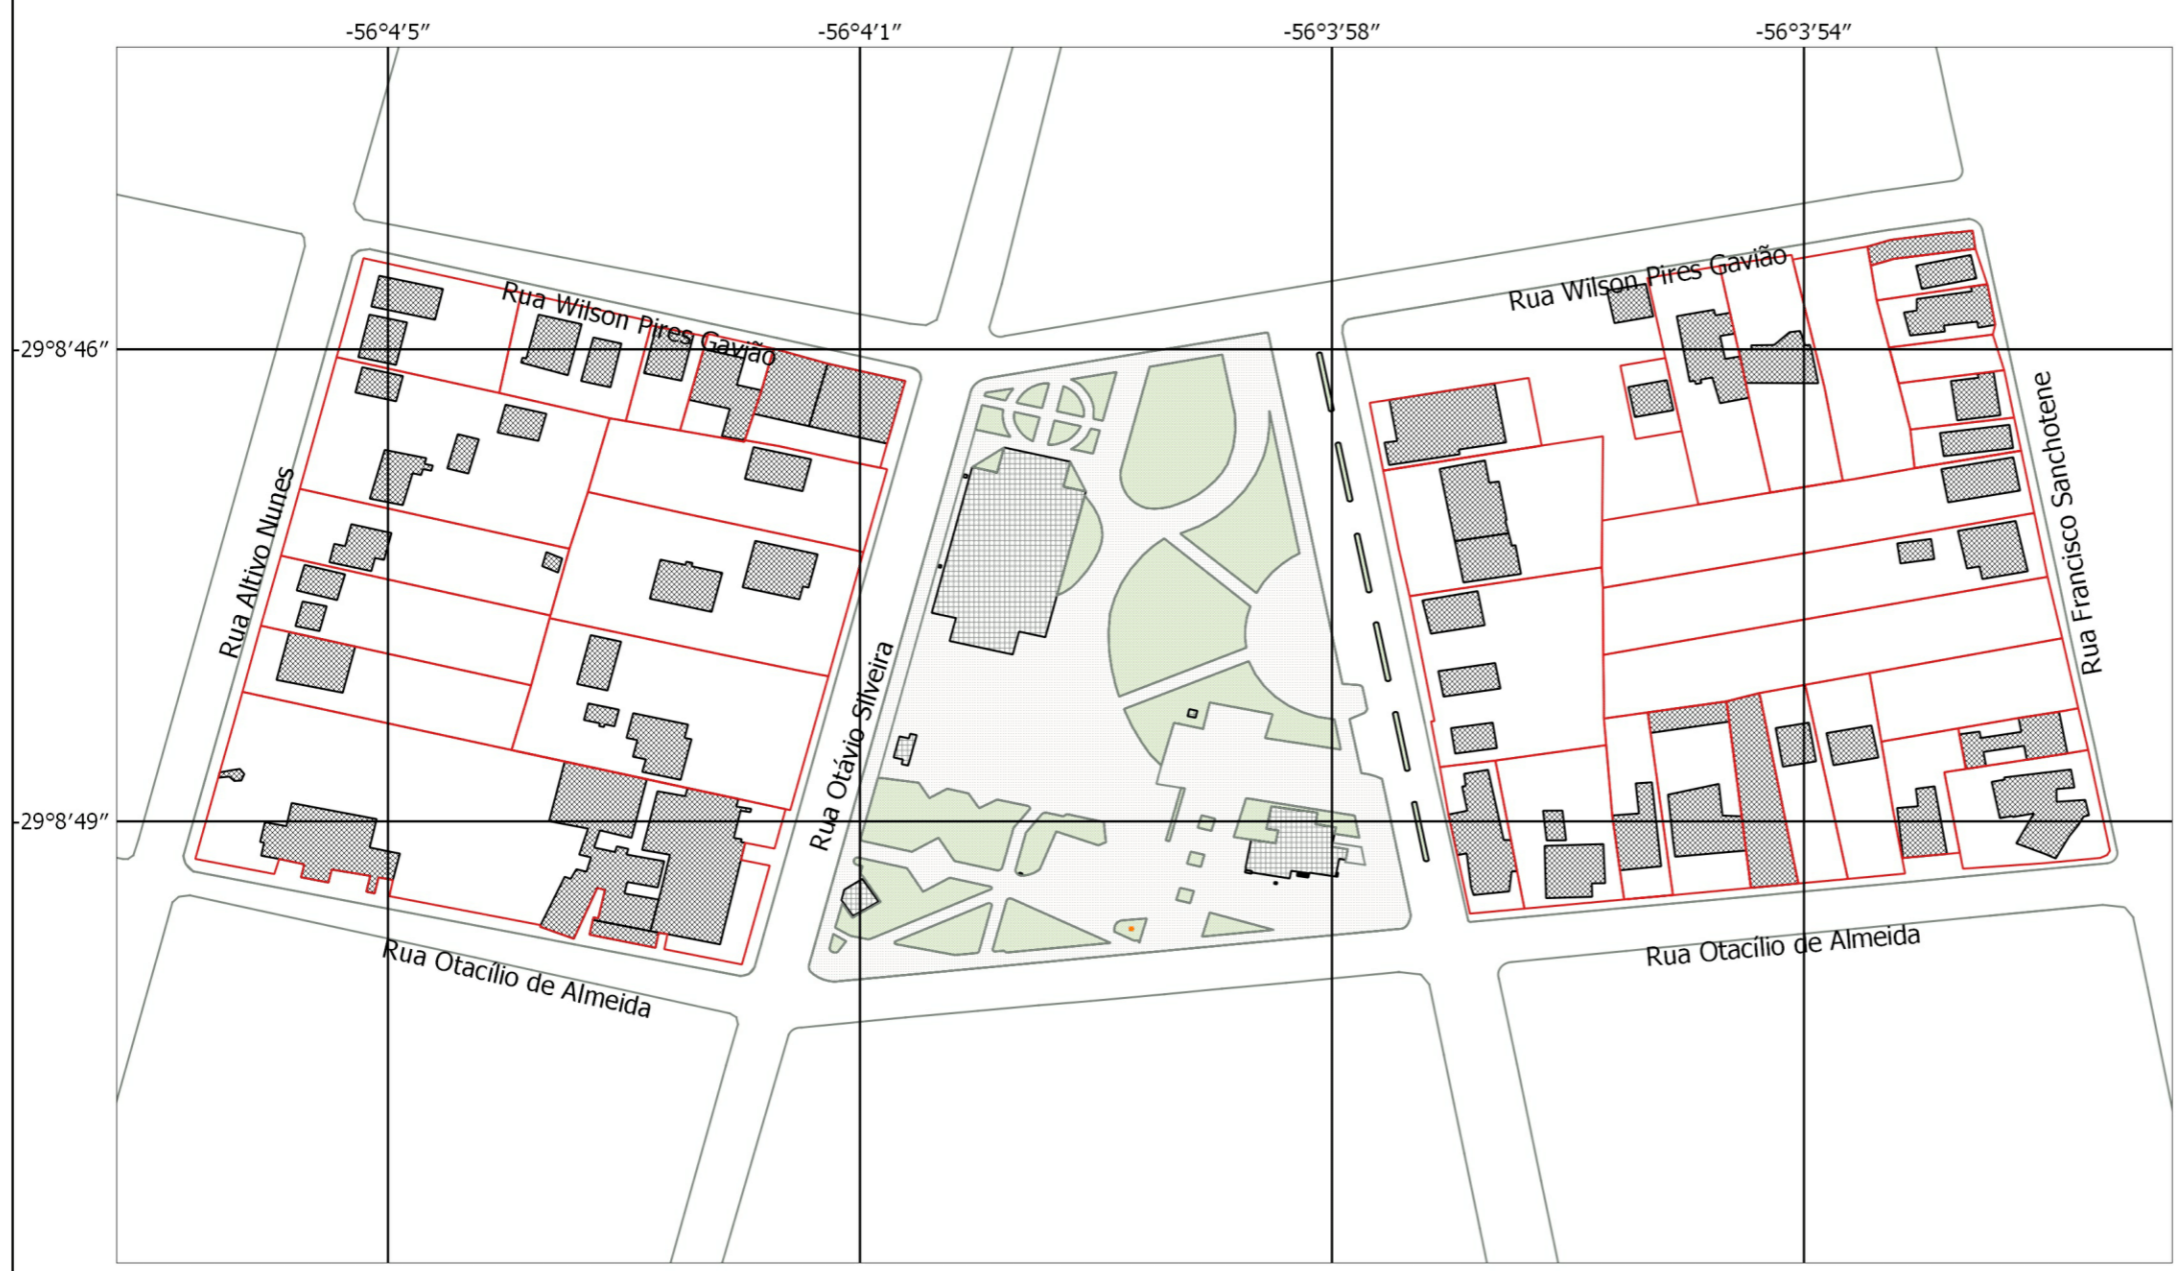 -56°4′5″
-56°4′1″
-56°3′58″
-56°3′54″
Rua Wilson Pires Gavião
Rua Wilson Pires Gavião
-29°8′46″
Rua Altivo Nunes
Rua Francisco Sanchotene
Rua Otávio Silveira
-29°8′49″
Rua Otacílio de Almeida
Rua Otacílio de Almeida